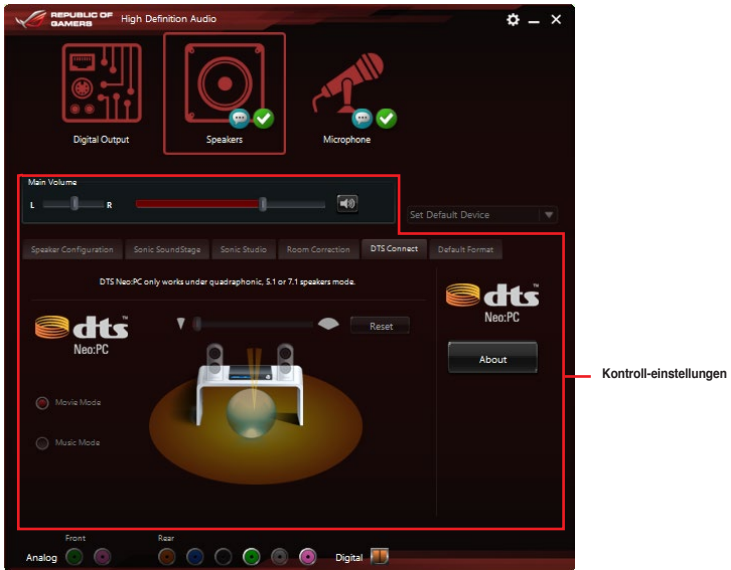 REPUBLIC OF
GAMERS
High Definition Audio
Digital Output
Speakers
Microphone
Main Volume
L
R
Set Default Device
Speaker Configuration
Sonic SoundStage
Sonic Studio
Room Correction
DTS Connect
Default Format
DTS Neo:PC only works under quadraphonic, 5.1 or 7.1 speakers mode.
dts™
Neo:PC
Reset
dts™
Neo:PC
About
Kontroll-einstellungen
Movie Mode
Music Mode
Front
Rear
Analog
Digital